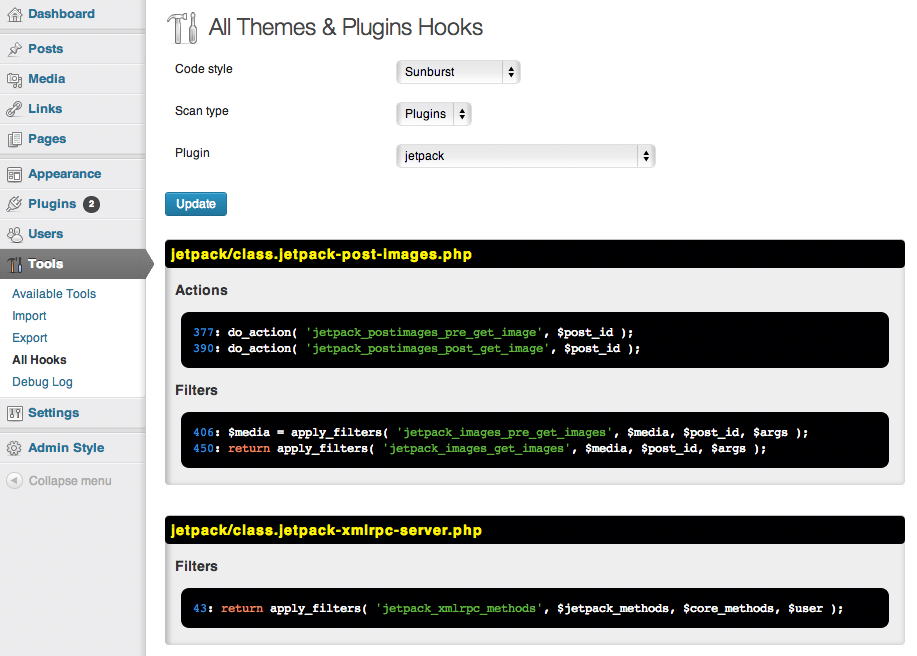 Dashboard
Posts
Media
Links
Pages
Appearance
Plugins 2
Users
Tools
Available Tools
Import
Export
All Hooks
Debug Log
Settings
Admin Style
Collapse menu
All Themes & Plugins Hooks
Code style Sunburst
Scan type Plugins
Plugin jetpack
Update
jetpack/class.jetpack-post-images.php
Actions
377: do_action( 'jetpack_postimages_pre_get_image', $post_id );
390: do_action( 'jetpack_postimages_post_get_image', $post_id );
Filters
406: $media = apply_filters( 'jetpack_images_pre_get_images', $media, $post_id, $args );
450: return apply_filters( 'jetpack_images_get_images', $media, $post_id, $args );
jetpack/class.jetpack-xmlrpc-server.php
Filters
43: return apply_filters( 'jetpack_xmlrpc_methods', $jetpack_methods, $core_methods, $user );